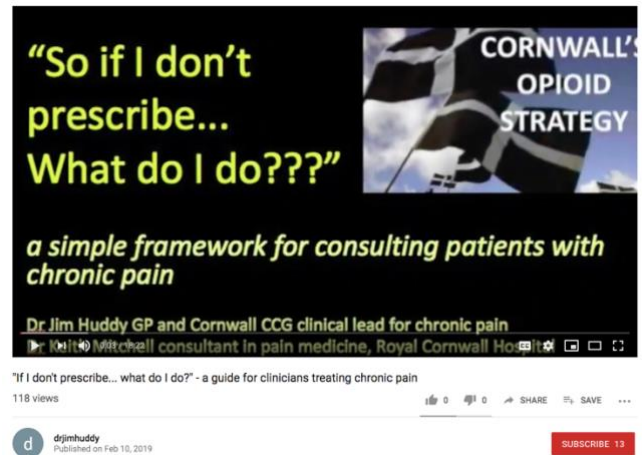 “So if I don’t
prescribe...
What do I do???”
CORNWALL'S
OPIOID
STRATEGY
a simple framework for consulting patients with
chronic pain
Dr Jim Huddy GP and Cornwall CCG clinical lead for chronic pain
Dr Keith Mitchell consultant in pain medicine, Royal Cornwall Hospital
"If I don't prescribe... what do I do?" - a guide for clinicians treating chronic pain
118 views
0 0 SHARE SAVE
d
drjimhuddy
Published on Feb 10, 2019
SUBSCRIBE 13